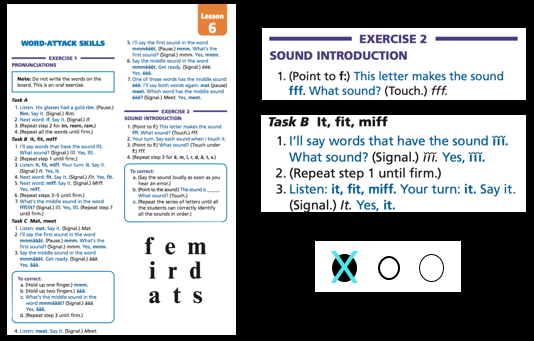 Lesson
6
WORD-ATTACK SKILLS
EXERCISE 1
PRONUNCIATIONS
Note: Do not write the words on the
board. This is an oral exercise.
Task A
1. Listen. His glasses had a gold rim. (Pause.)
Rim. Say it. (Signal.) Rim.
2. Next word: if. Say it. (Signal.) If.
3. (Repeat step 2 for im, reem, ram.)
4. (Repeat all the words until firm.)
Task B It, fit, miff
1. I'll say words that have the sound ĭĭĭ.
What sound? (Signal.) ĭĭĭ. Yes, ĭĭĭ.
2. (Repeat step 1 until firm.)
3. Listen: it, fit, miff. Your turn: it. Say it.
(Signal.) It. Yes, it.
4. Next word: fit. Say it. (Signal.) Fit. Yes, fit.
5. Next word: miff. Say it. (Signal.) Miff.
Yes, miff.
6. (Repeat steps 3–5 until firm.)
7. What's the middle sound in the word
(Signal.) ĭĭĭ. Yes, ĭĭĭ. (Repeat step 7
until firm.)
Task C Mat, meet
1. Listen: mat. Say it. (Signal.) Mat.
2. I'll say the first sound in the word
mmmăăăt. (Pause.) mmm. What's the
first sound? (Signal.) mmm. Yes, mmm.
3. Say the middle sound in the word
mmmăăăt. Get ready. (Signal.) ăăă.
Yes, ăăă.
To correct:
a. (Hold up one finger.) mmm.
b. (Hold up two fingers.) ăăă.
c. What's the middle sound in the
word mmmăăăt? (Signal.) ăăă.
Yes, ăăă.
d. (Repeat step 3 until firm.)
4. Listen: meet. Say it. (Signal.) Meet.
5. I'll say the first sound in the word
mmmēēēt. (Pause.) mmm. What's the
first sound? (Signal.) mmm. Yes, mmm.
6. Say the middle sound in the word
mmmēēēt. Get ready. (Signal.) ēēē.
Yes, ēēē.
7. One of those words has the middle sound
ēēē. I'll say both words again: mat (pause)
meet. Which word has the middle sound
ēēē? (Signal.) Meet. Yes, meet.
EXERCISE 2
SOUND INTRODUCTION
1. (Point to f:) This letter makes the sound
fff. What sound? (Touch.) fff.
2. Your turn. Say each sound when I touch it.
3. (Point to f:) What sound? (Touch under
f:) fff.
4. (Repeat step 3 for ē, m, i, r, d, ă, t, s.)
To correct:
a. (Say the sound loudly as soon as you
hear an error.)
b. (Point to the sound:) This sound is ____.
What sound? (Touch.)
c. (Repeat the series of letters until all
the students can correctly identify
all the sounds in order.)
f e m
i r d
a t s
EXERCISE 2
SOUND INTRODUCTION
1. (Point to f:) This letter makes the sound
fff. What sound? (Touch.) fff.
Task B It, fit, miff
1. I'll say words that have the sound ĭĭĭ.
What sound? (Signal.) ĭĭĭ. Yes, ĭĭĭ.
2. (Repeat step 1 until firm.)
3. Listen: it, fit, miff. Your turn: it. Say it.
(Signal.) It. Yes, it.